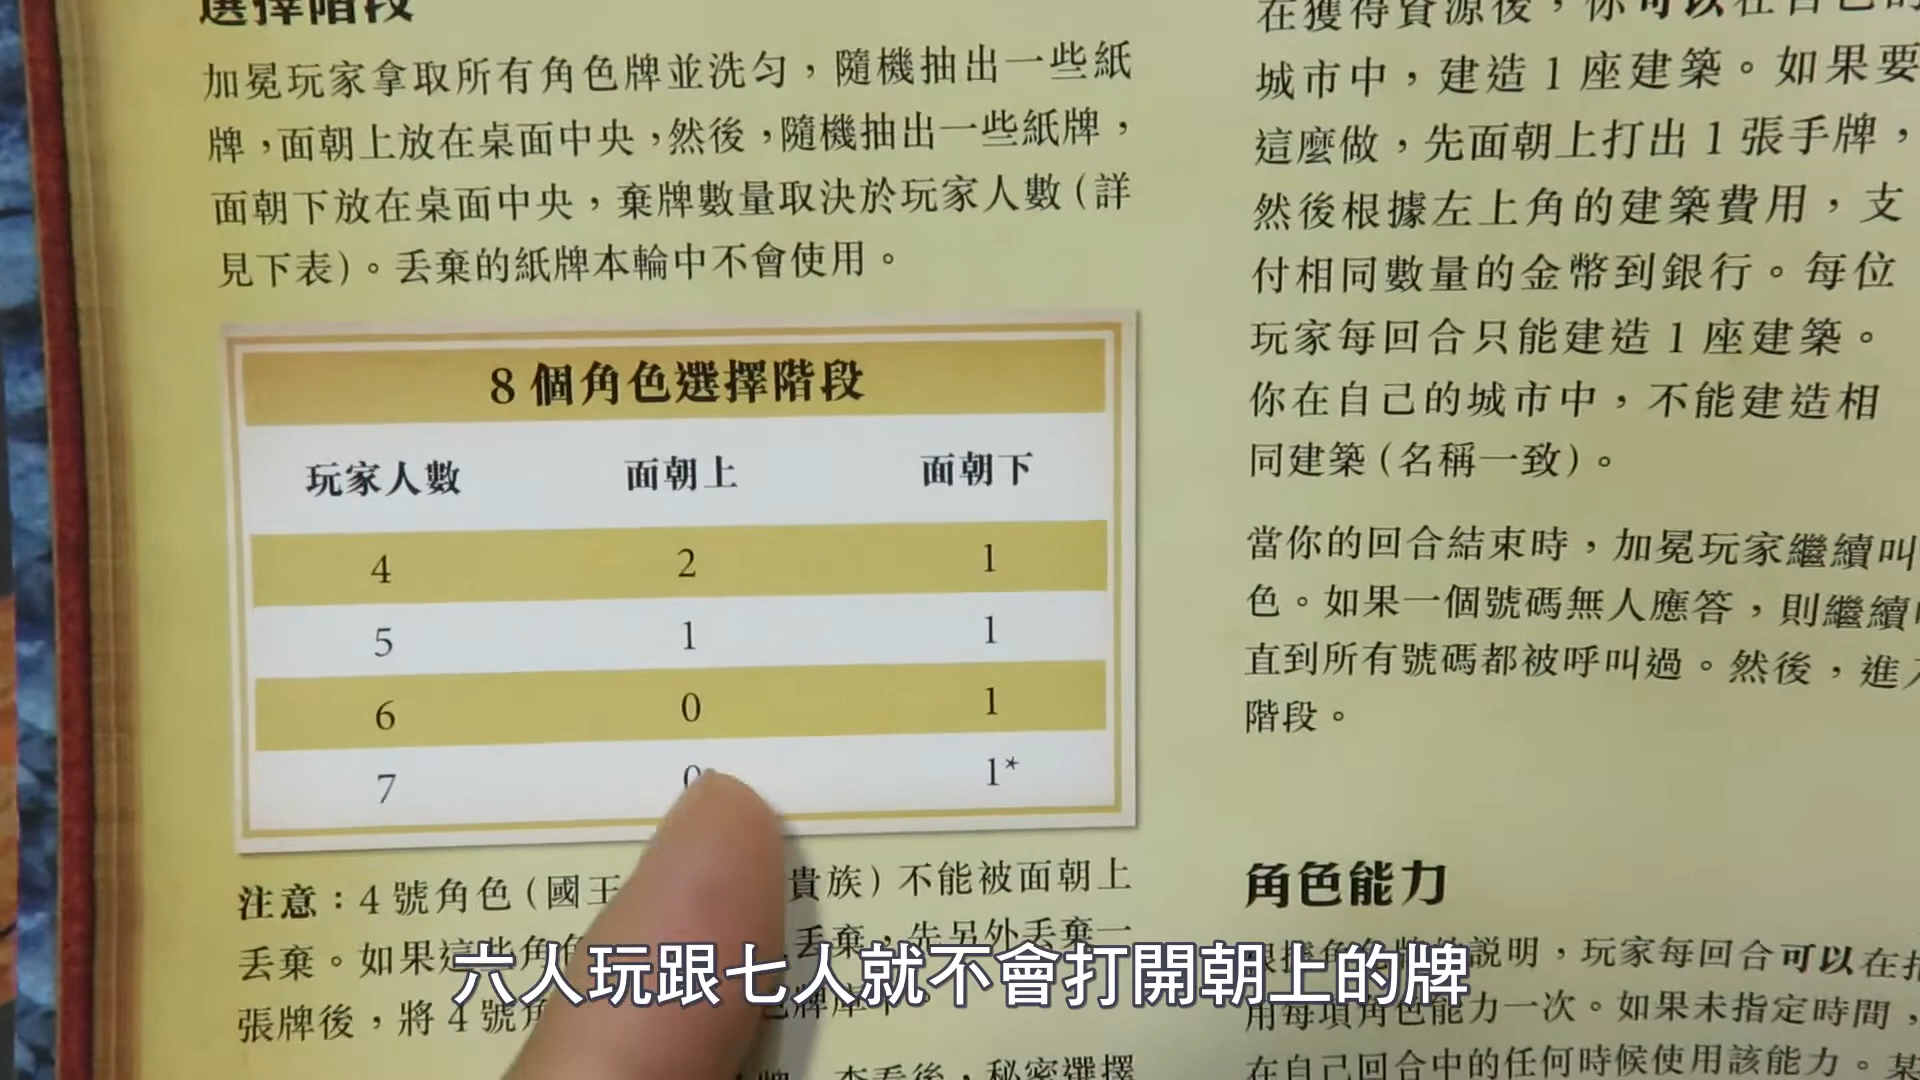 選擇階段
加冕玩家拿取所有角色牌並洗勻，隨機抽出一些紙
牌，面朝上放在桌面中央，然後，隨機抽出一些紙牌，
面朝下放在桌面中央，棄牌數量取決於玩家人數（詳
見下表）。丟棄的紙牌本輪中不會使用。
8 個角色選擇階段
玩家人數 面朝上 面朝下
4 2 1
5 1 1
6 0 1
7 0 1*
注意：4 號角色（國王 貴族）不能被面朝上
丟棄。如果這些角色 丟棄，先另外丟棄一
張牌後，將 4 號角
查看後，秘密選擇
在獲得資源後，你可以在自己的
城市中，建造 1 座建築。如果要
這麼做，先面朝上打出 1 張手牌，
然後根據左上角的建築費用，支
付相同數量的金幣到銀行。每位
玩家每回合只能建造 1 座建築。
你在自己的城市中，不能建造相
同建築（名稱一致）。
當你的回合結束時，加冕玩家繼續叫
色。如果一個號碼無人應答，則繼續
直到所有號碼都被呼叫過。然後，進入
階段。
角色能力
說明，玩家每回合可以在
用每項角色能力一次。如果未指定時間，
在自己回合中的任何時候使用該能力。某
六人玩跟七人就不會打開朝上的牌